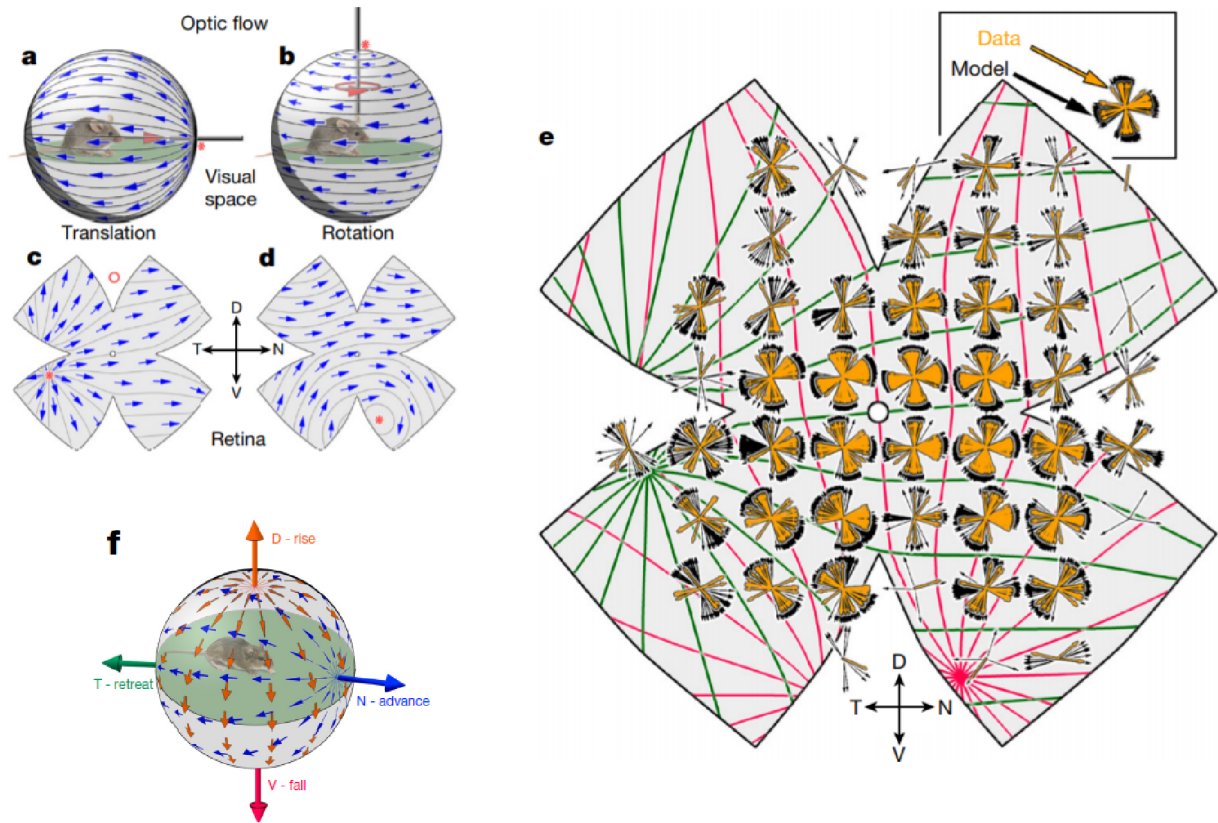 Optic flow
a
b
Visual
space
Translation
Rotation
c
d
D
T
N
V
Retina
e
Data
Model
D
T
N
V
f
D - rise
T - retreat
N - advance
V - fall